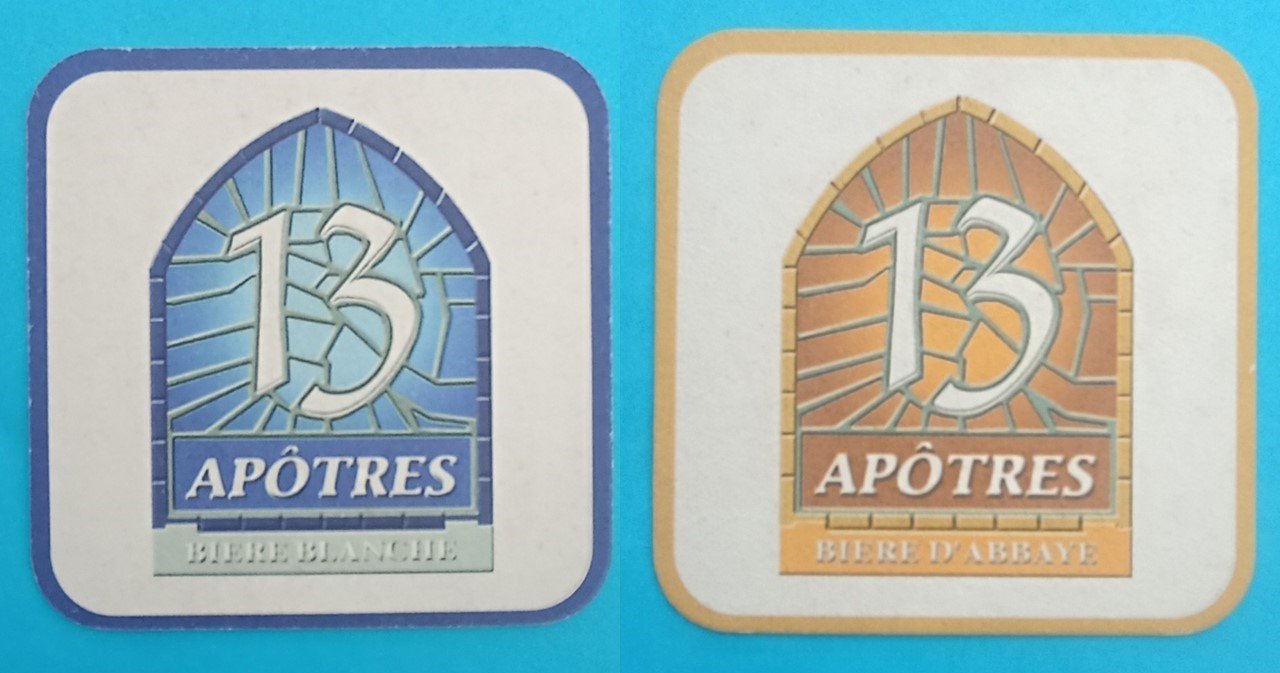 13
APÔTRES
BIERE BLANCHE
13
APÔTRES
BIERE D'ABBAYE